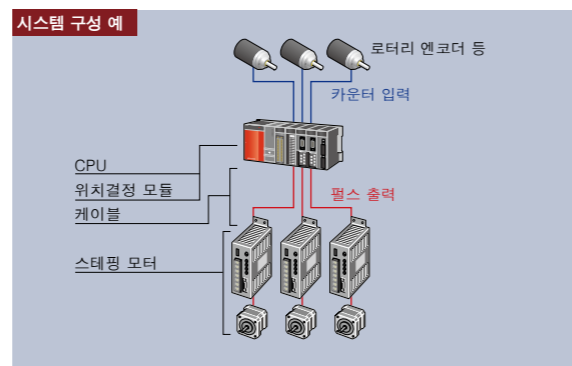 시스템 구성 예
로터리 엔코더 등
카운터 입력
CPU
위치결정 모듈
케이블
펄스 출력
스테핑 모터